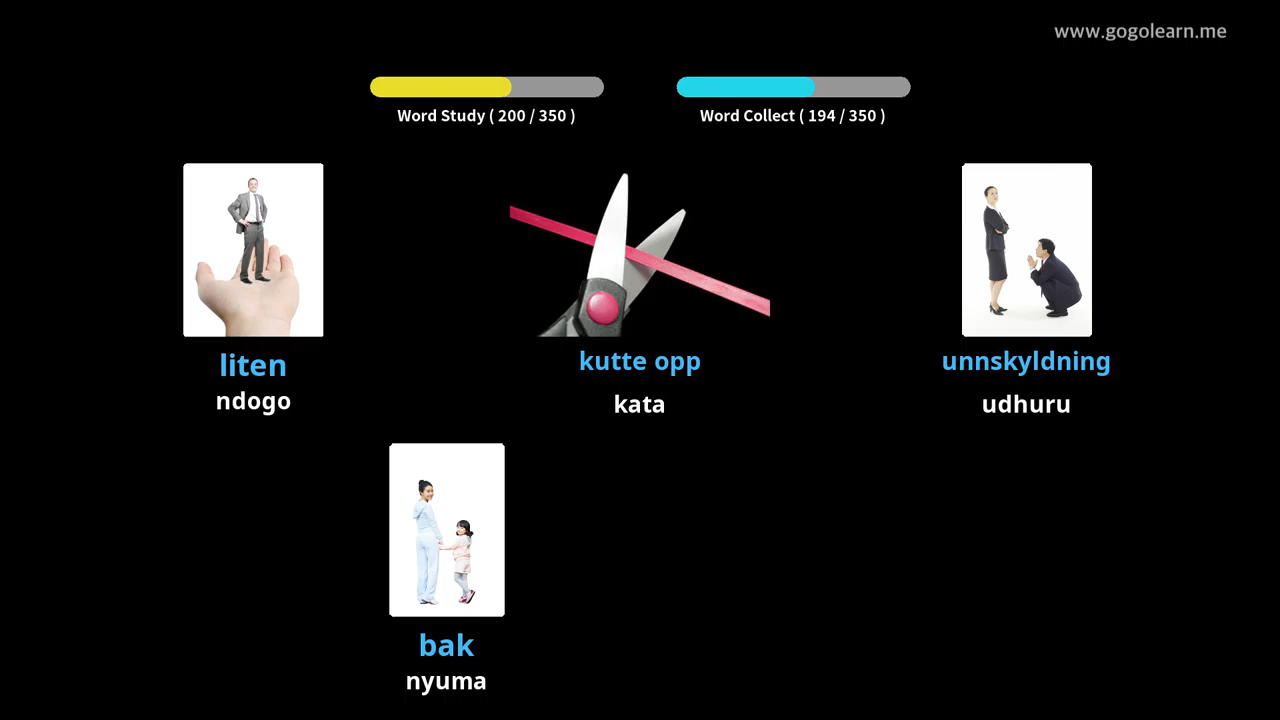 www.gogolearn.me
Word Study ( 200 / 350 )
Word Collect ( 194 / 350 )
liten
ndogo
kutte opp
kata
unnskyldning
udhuru
bak
nyuma